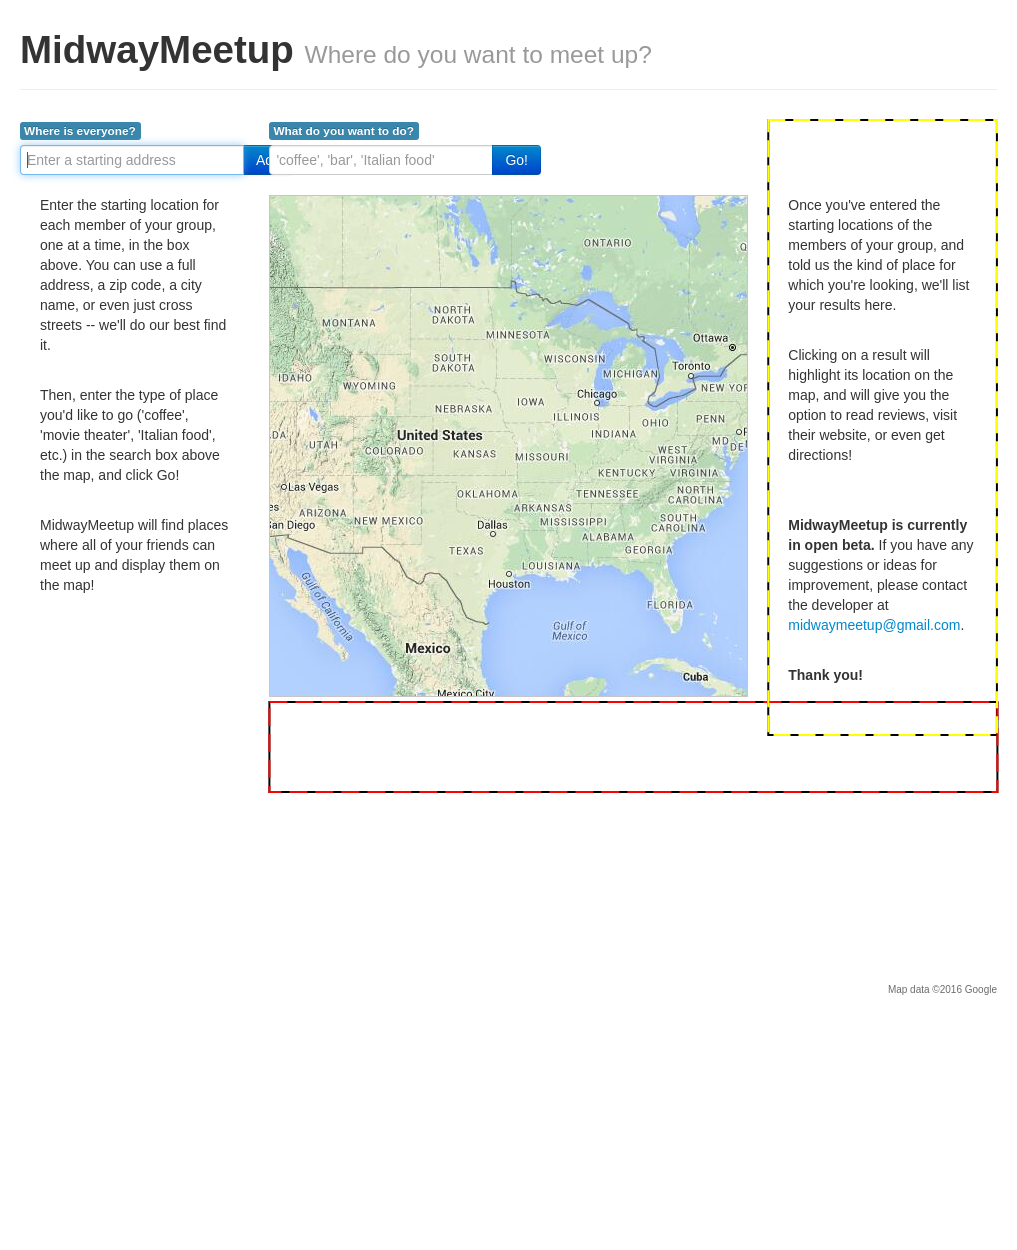 MidwayMeetup Where do you want to meet up?
Where is everyone?
What do you want to do?
Enter a starting address
'coffee', 'bar', 'Italian food'
Go!
Enter the starting location for
each member of your group,
one at a time, in the box
above. You can use a full
address, a zip code, a city
name, or even just cross
streets -- we'll do our best find
it.
Then, enter the type of place
you'd like to go ('coffee',
'movie theater', 'Italian food',
etc.) in the search box above
the map, and click Go!
MidwayMeetup will find places
where all of your friends can
meet up and display them on
the map!
ONTARIO
MONTANA
NORTH
DAKOTA
MINNESOTA
Ottawa
SOUTH
DAKOTA
WISCONSIN
MICHIGAN
Toronto
IDAHO
WYOMING
NEW YOR
Chicago
IOWA
NEBRASKA
ILLINOIS
OHIO
PENN
United States
INDIANA
MD
DE
UTAH
COLORADO
KANSAS
MISSOURI
WEST
VIRGINIA
KENTUCKY
VIRGINIA
Las Vegas
OKLAHOMA
TENNESSEE
NORTH
CAROLINA
ARIZONA
NEW MEXICO
ARKANSAS
MISSISSIPPI
SOUTH
CAROLINA
an Diego
Dallas
ALABAMA
TEXAS
GEORGIA
LOUISIANA
Houston
Gulf of California
FLORIDA
Gulf of
Mexico
Mexico
Cuba
Mexico City
Once you've entered the
starting locations of the
members of your group, and
told us the kind of place for
which you're looking, we'll list
your results here.
Clicking on a result will
highlight its location on the
map, and will give you the
option to read reviews, visit
their website, or even get
directions!
MidwayMeetup is currently
in open beta. If you have any
suggestions or ideas for
improvement, please contact
the developer at
midwaymeetup@gmail.com.
Thank you!
Map data ©2016 Google